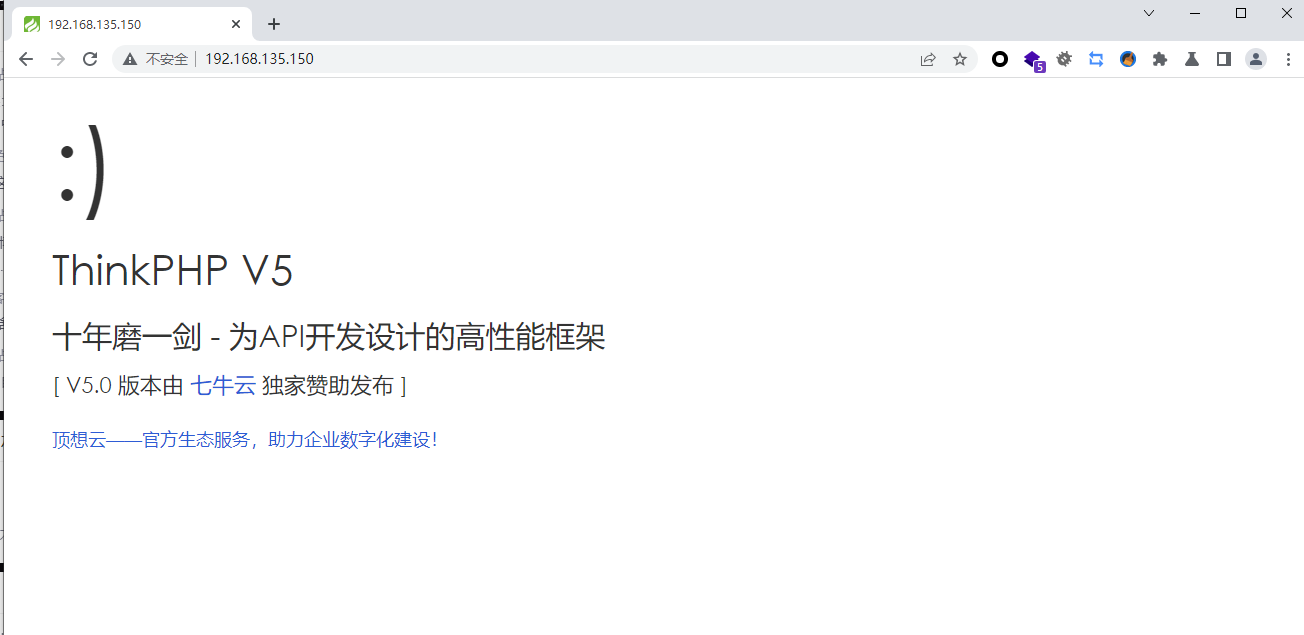 192.168.135.150
不安全 192.168.135.150
5
:)
ThinkPHP V5
十年磨一剑 - 为API开发设计的高性能框架
[ V5.0 版本由 七牛云 独家赞助发布 ]
顶想云——官方生态服务，助力企业数字化建设！